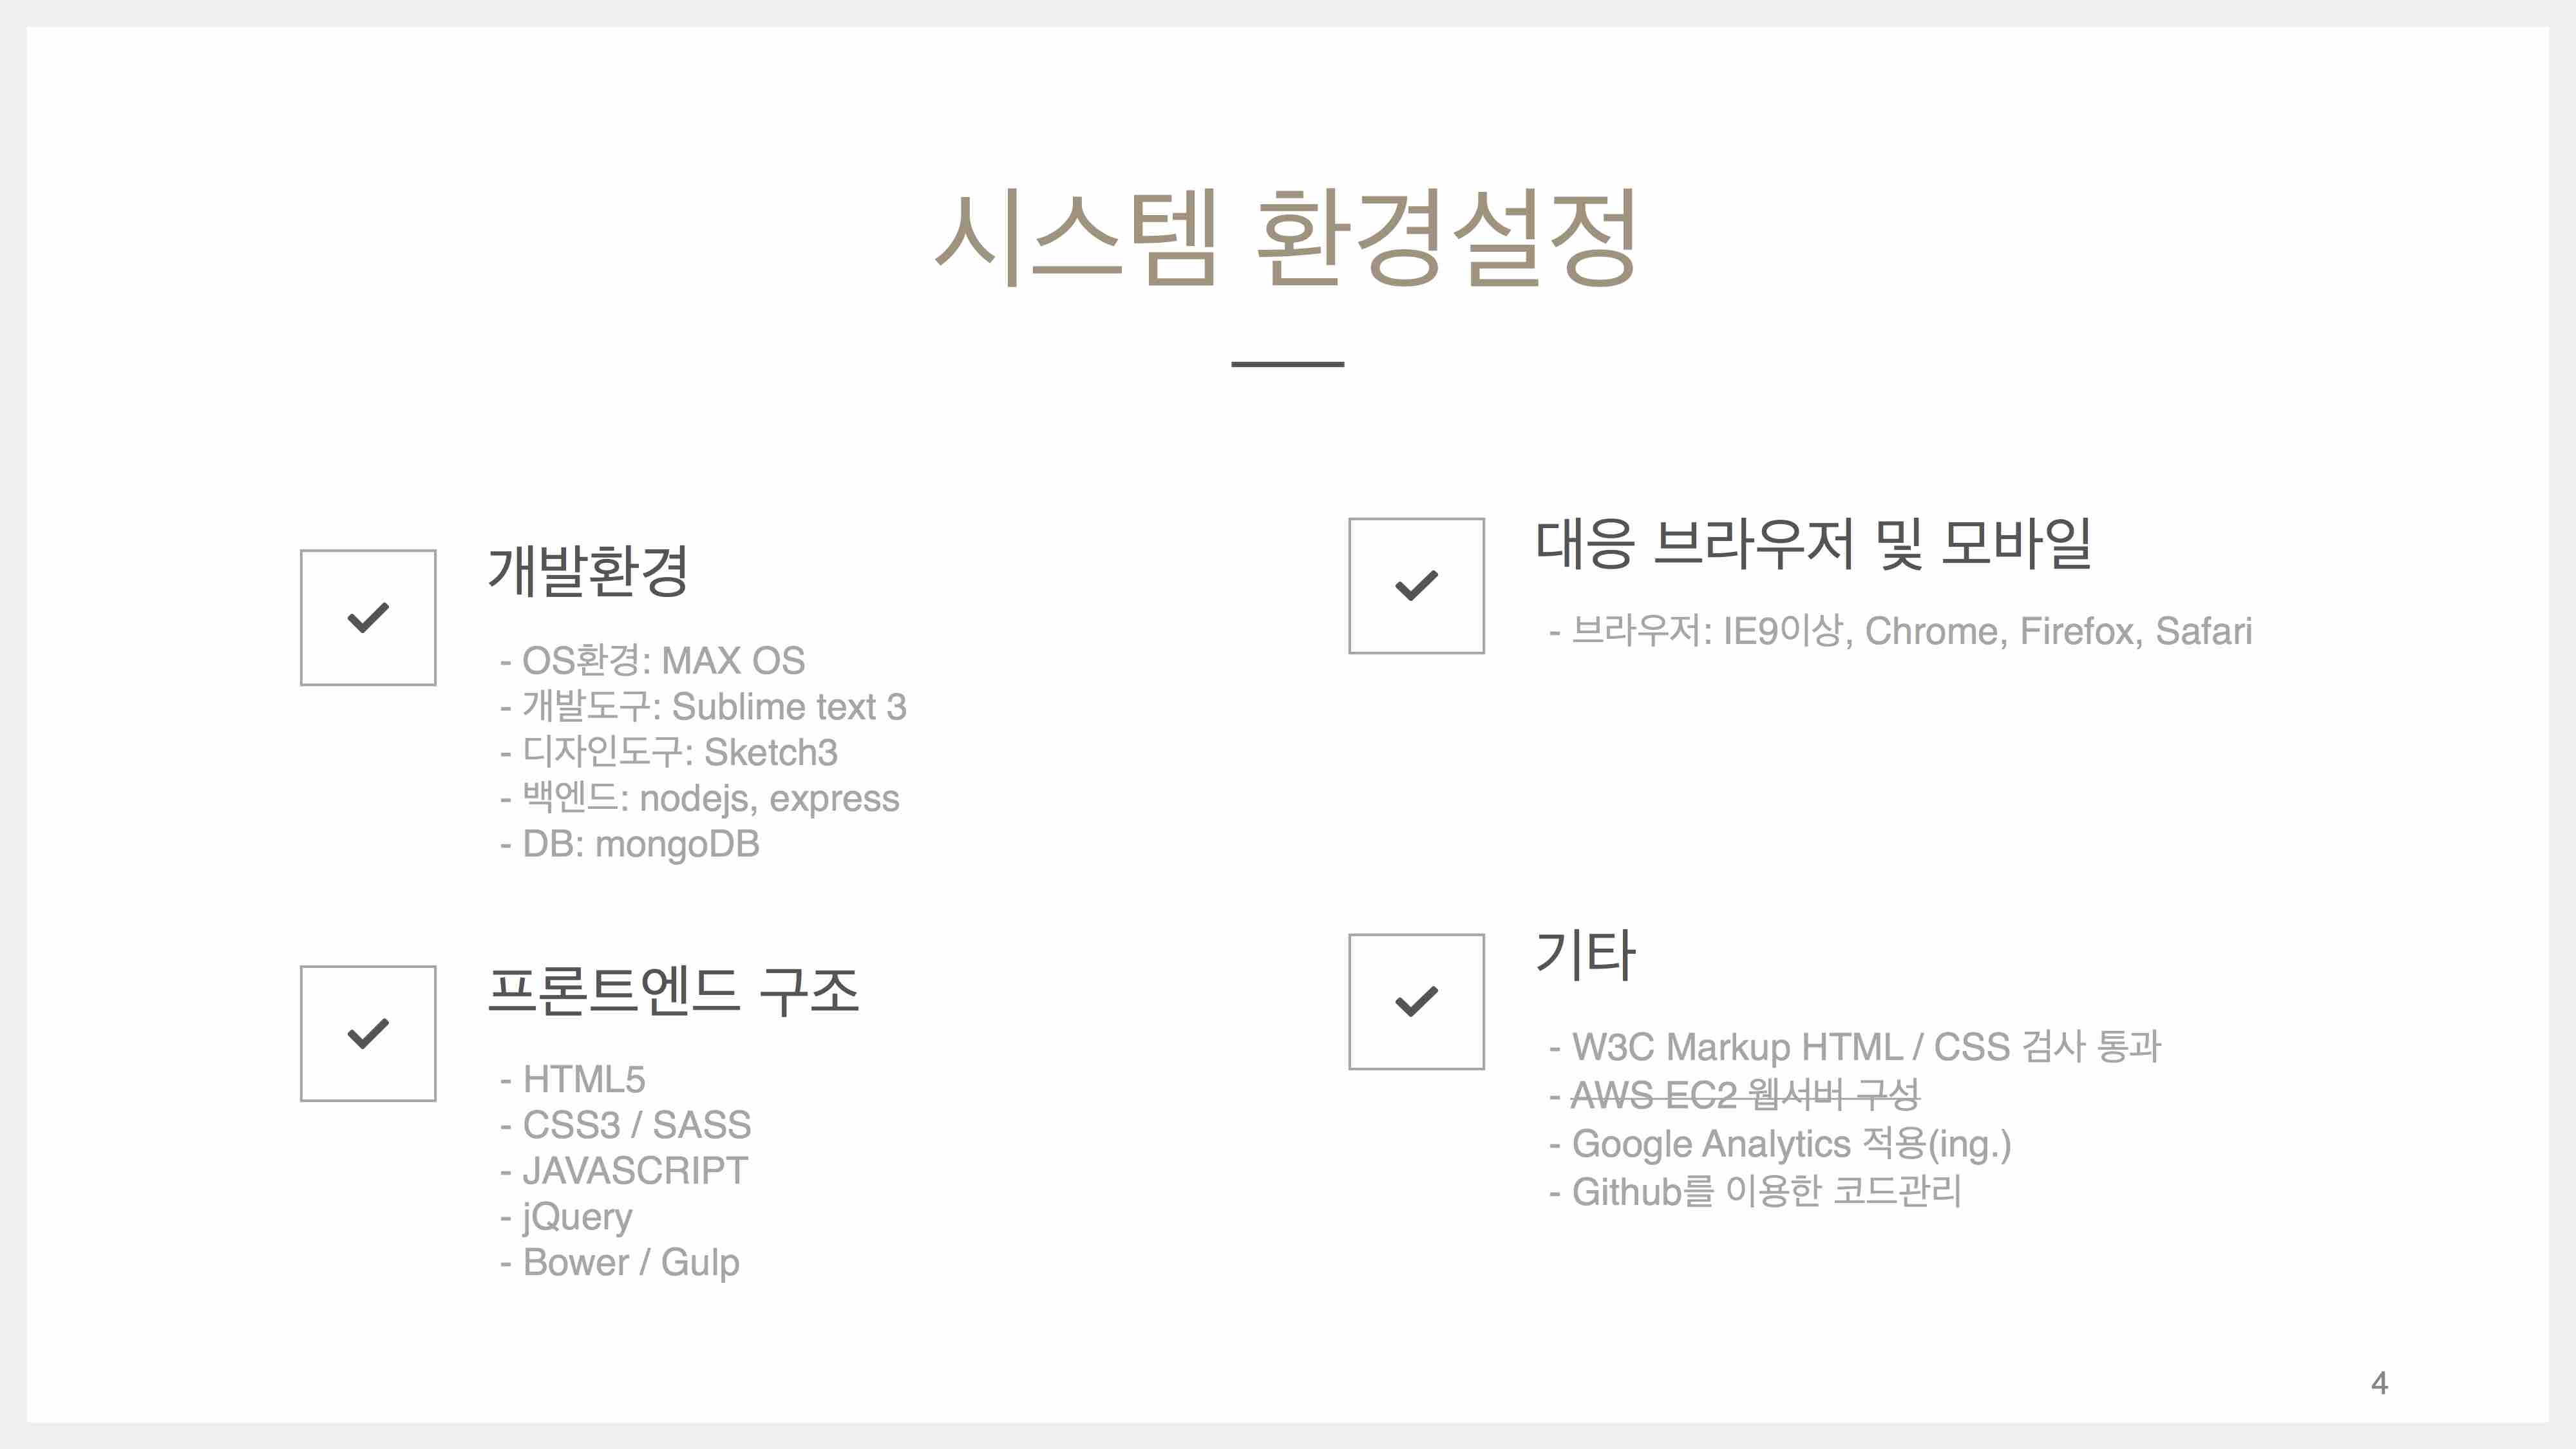 시스템 환경설정
개발환경
- OS환경: MAX OS
- 개발도구: Sublime text 3
- 디자인도구: Sketch3
- 백엔드: nodejs, express
- DB: mongoDB
프론트엔드 구조
- HTML5
- CSS3 / SASS
- JAVASCRIPT
- jQuery
- Bower / Gulp
대응 브라우저 및 모바일
- 브라우저: IE9이상, Chrome, Firefox, Safari
기타
- W3C Markup HTML / CSS 검사 통과
- AWS EC2 웹서버 구성
- Google Analytics 적용(ing.)
- Github를 이용한 코드관리
4